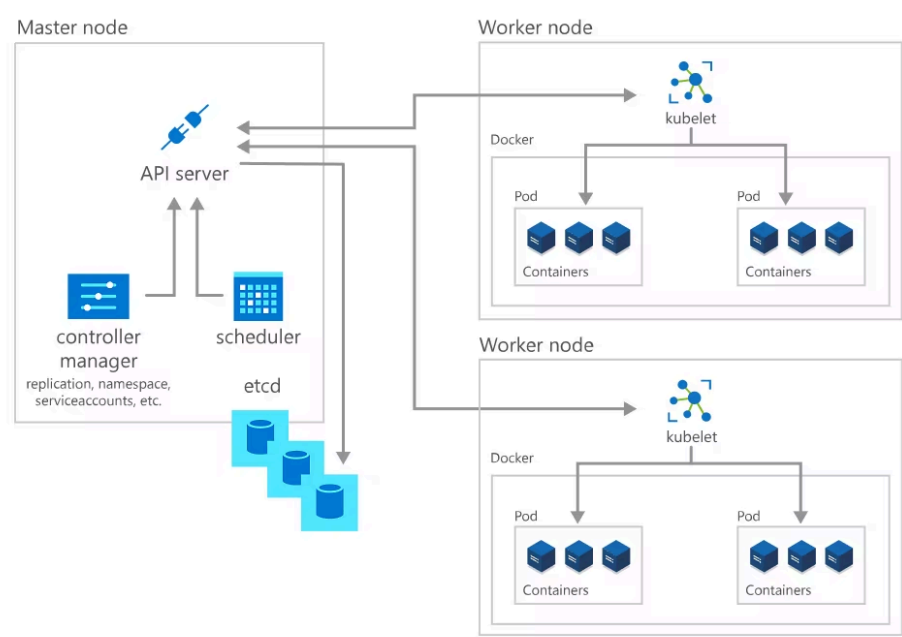 Master node
API server
controller
manager
replication, namespace,
serviceaccounts, etc.
scheduler
etcd
Worker node
kubelet
Docker
Pod
Containers
Pod
Containers
Worker node
kubelet
Docker
Pod
Containers
Pod
Containers